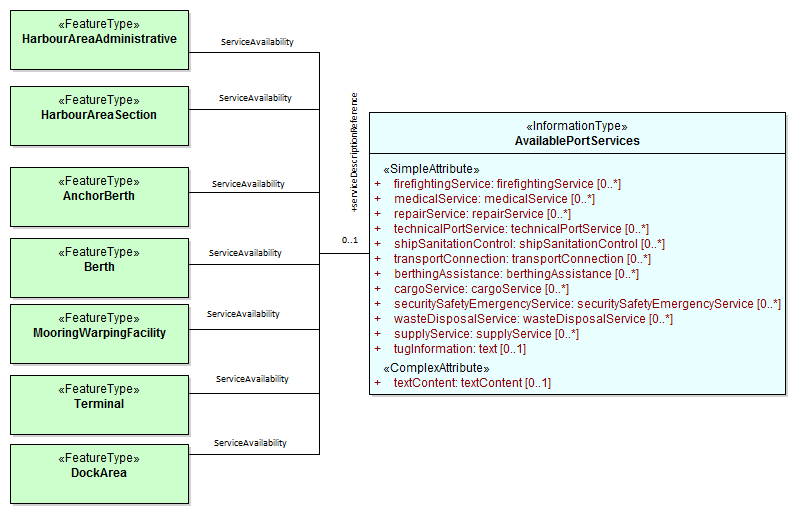 «FeatureType»
HarbourAreaAdministrative
ServiceAvailability
«FeatureType»
HarbourAreaSection
ServiceAvailability
«FeatureType»
AnchorBerth
ServiceAvailability
«FeatureType»
Berth
ServiceAvailability
«FeatureType»
MooringWarpingFacility
ServiceAvailability
«FeatureType»
Terminal
ServiceAvailability
«FeatureType»
DockArea
ServiceAvailability
+serviceDescriptionReference
0..1
«InformationType»
AvailablePortServices
«SimpleAttribute»
+ firefightingService: firefightingService [0..*]
+ medicalService: medicalService [0..*]
+ repairService: repairService [0..*]
+ technicalPortService: technicalPortService [0..*]
+ shipSanitationControl: shipSanitationControl [0..*]
+ transportConnection: transportConnection [0..*]
+ berthingAssistance: berthingAssistance [0..*]
+ cargoService: cargoService [0..*]
+ securitySafetyEmergencyService: securitySafetyEmergencyService [0..*]
+ wasteDisposalService: wasteDisposalService [0..*]
+ supplyService: supplyService [0..*]
+ tugInformation: text [0..1]
«ComplexAttribute»
+ textContent: textContent [0..1]